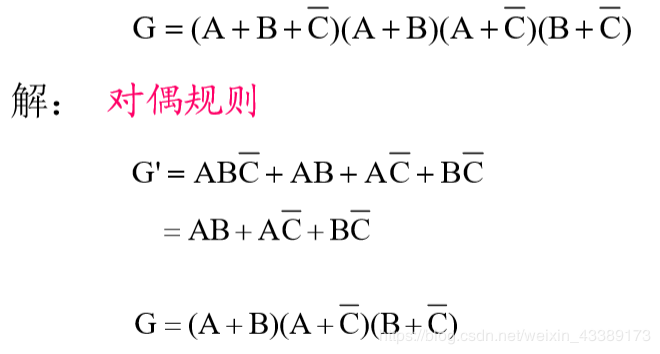 G = (A + B + C̅)(A + B)(A + C̅)(B + C̅)
解： 对偶规则
G' = ABC̅ + AB + AC̅ + BC̅
= AB + AC̅ + BC̅
G = (A + B)(A + C̅)(B + C̅)
https://blog.csdn.net/weixin_43389173